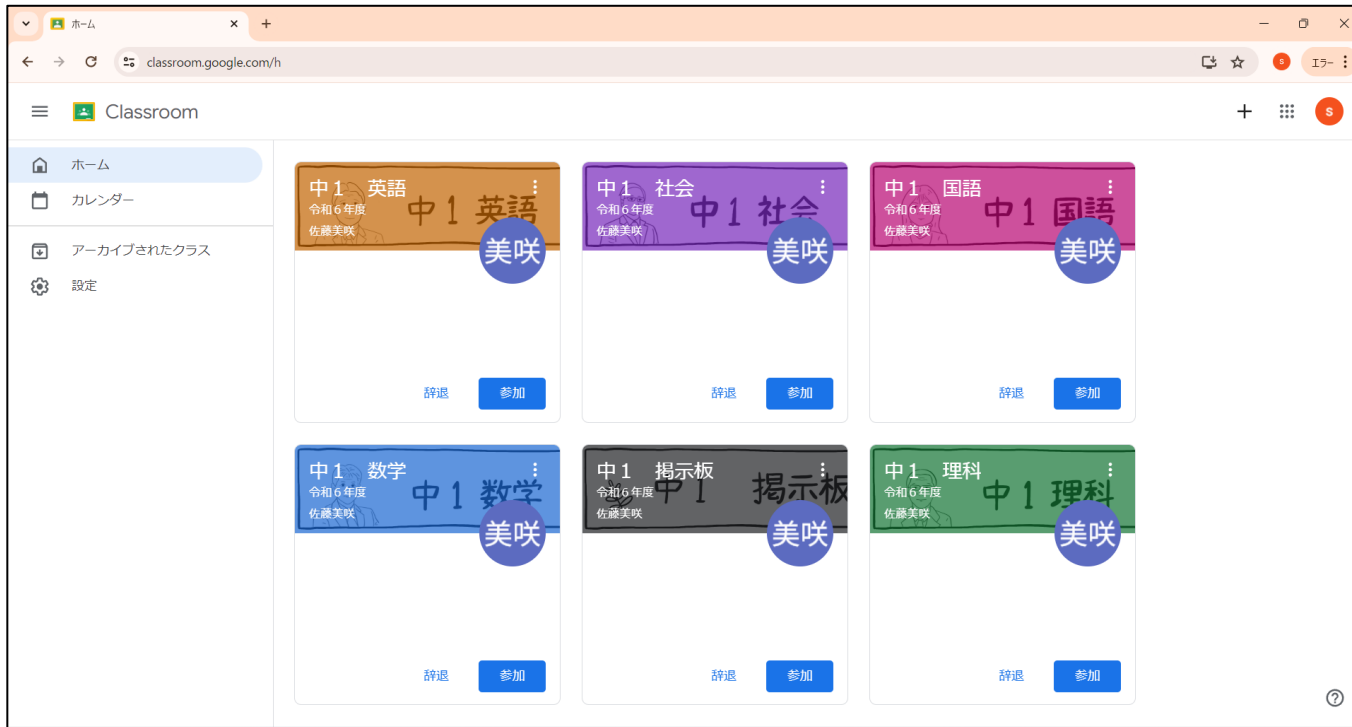 ホーム
classroom.google.com/h
s
エラー
Classroom
s
ホーム
カレンダー
アーカイブされたクラス
設定
中１　英語
令和６年度
佐藤美咲
中１英語
美咲
辞退
参加
中１　社会
令和６年度
佐藤美咲
中１社会
美咲
辞退
参加
中１　国語
令和６年度
佐藤美咲
中１国語
美咲
辞退
参加
中１　数学
令和６年度
佐藤美咲
中１数学
美咲
辞退
参加
中１　掲示板
令和６年度
佐藤美咲
中１　掲示板
美咲
辞退
参加
中１　理科
令和６年度
佐藤美咲
中１理科
美咲
辞退
参加